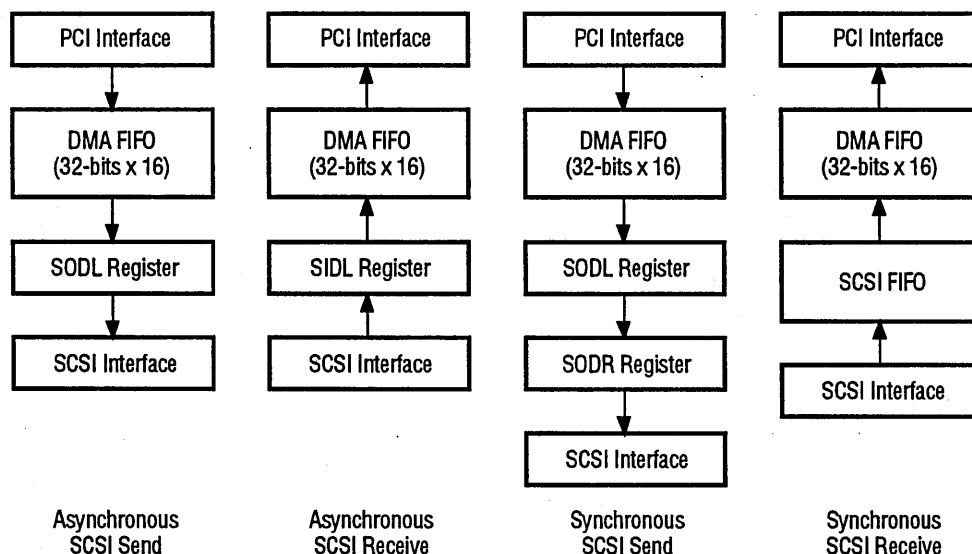 PCI Interface
DMA FIFO
(32-bits x 16)
SODL Register
SCSI Interface
Asynchronous
SCSI Send
PCI Interface
DMA FIFO
(32-bits x 16)
SIDL Register
SCSI Interface
Asynchronous
SCSI Receive
PCI Interface
DMA FIFO
(32-bits x 16)
SODL Register
SODR Register
SCSI Interface
Synchronous
SCSI Send
PCI Interface
DMA FIFO
(32-bits x 16)
SCSI FIFO
SCSI Interface
Synchronous
SCSI Receive